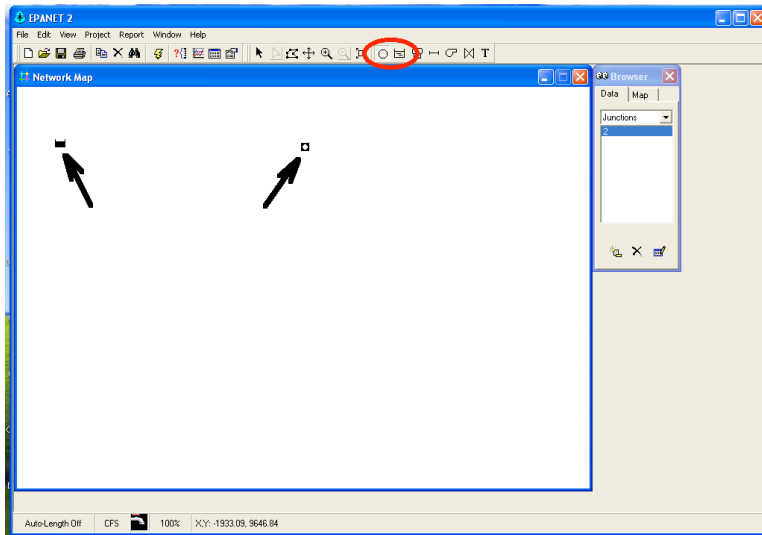 EPANET 2
File Edit View Project Report Window Help
T
Network Map
Browser
Data Map
Junctions
2
Auto-Length Off CFS 100% X,Y: -1933.09, 9646.84